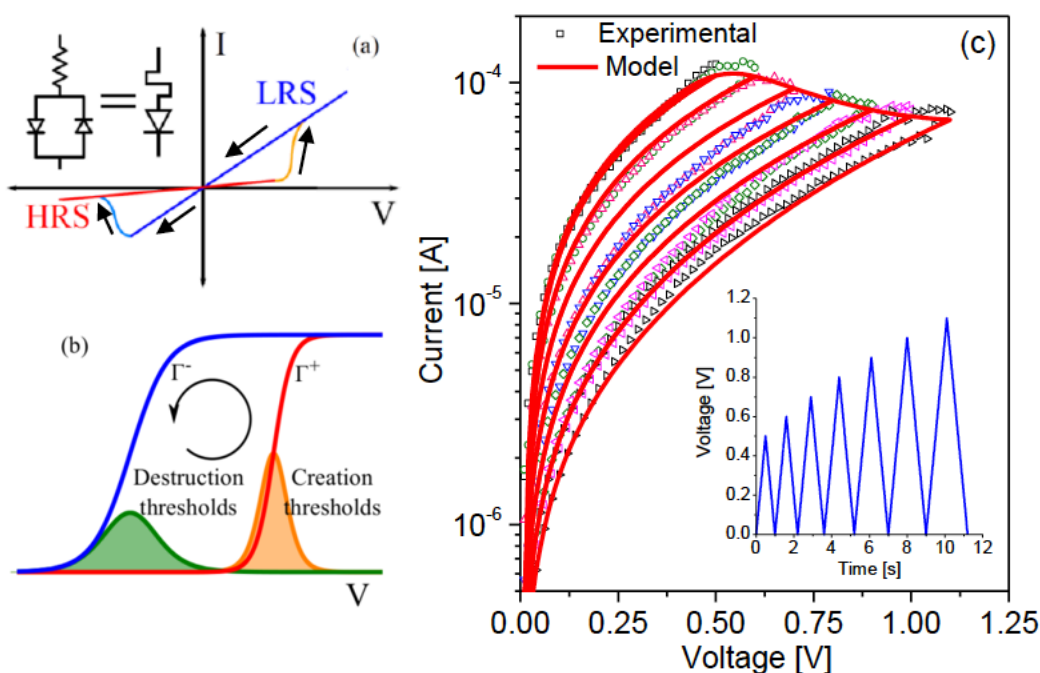 (a)
I
LRS
HRS
V
(b)
Γ⁻
Γ⁺
Destruction
thresholds
Creation
thresholds
V
(c)
Experimental
Model
Current [A]
10⁻⁴
10⁻⁵
10⁻⁶
0.00 0.25 0.50 0.75 1.00 1.25
Voltage [V]
Voltage [V]
1.2
1.0
0.8
0.6
0.4
0.2
0.0
0 2 4 6 8 10 12
Time [s]